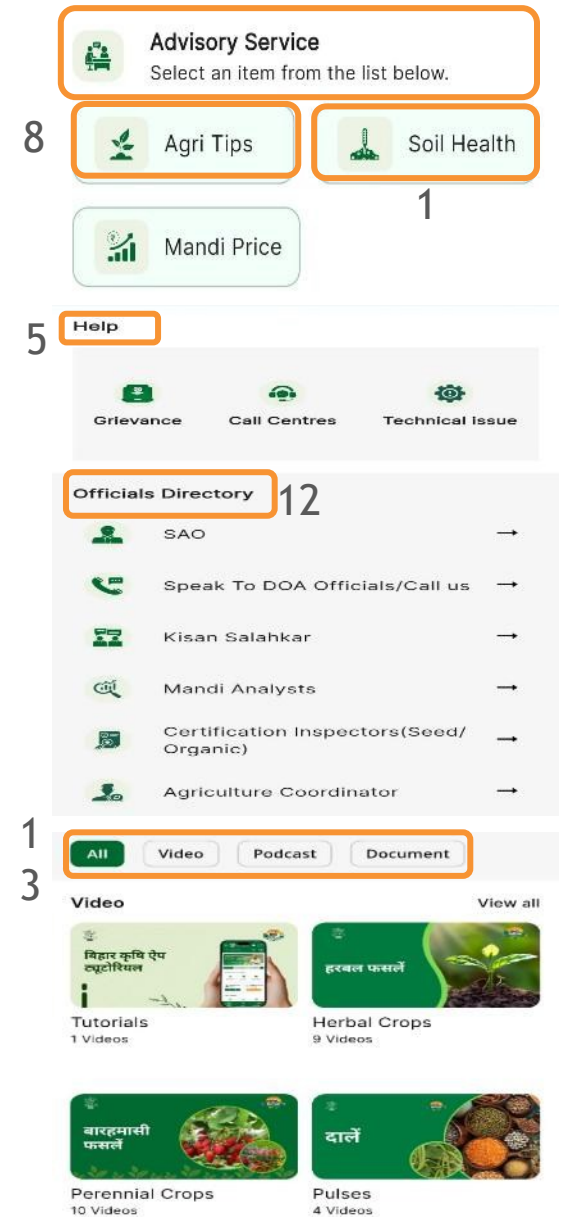 Advisory Service
Select an item from the list below.
8
Agri Tips
Soil Health
1
Mandi Price
5
Help
Grievance
Call Centres
Technical Issue
Officials Directory
12
SAO
Speak To DOA Officials/Call us
Kisan Salahkar
Mandi Analysts
Certification Inspectors(Seed/
Organic)
Agriculture Coordinator
1
3
All
Video
Podcast
Document
Video
View all
बिहार कृषि ऐप
ट्यूटोरियल
हरबल फसलें
Tutorials
1 Videos
Herbal Crops
9 Videos
बारहमासी
फसलें
दालें
Perennial Crops
10 Videos
Pulses
4 Videos